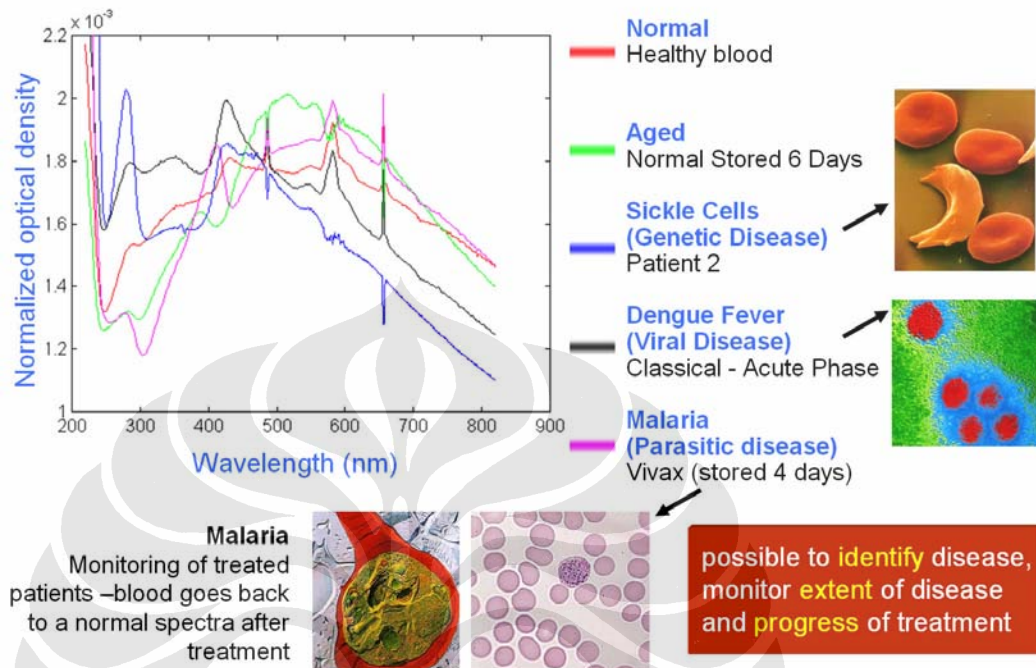 × 10⁻³
2.2
2
1.8
1.6
1.4
1.2
1
200 300 400 500 600 700 800 900
Normalized optical density
Wavelength (nm)
Normal
Healthy blood
Aged
Normal Stored 6 Days
Sickle Cells
(Genetic Disease)
Patient 2
Dengue Fever
(Viral Disease)
Classical - Acute Phase
Malaria
(Parasitic disease)
Vivax (stored 4 days)
Malaria
Monitoring of treated
patients –blood goes back
to a normal spectra after
treatment
possible to identify disease,
monitor extent of disease
and progress of treatment